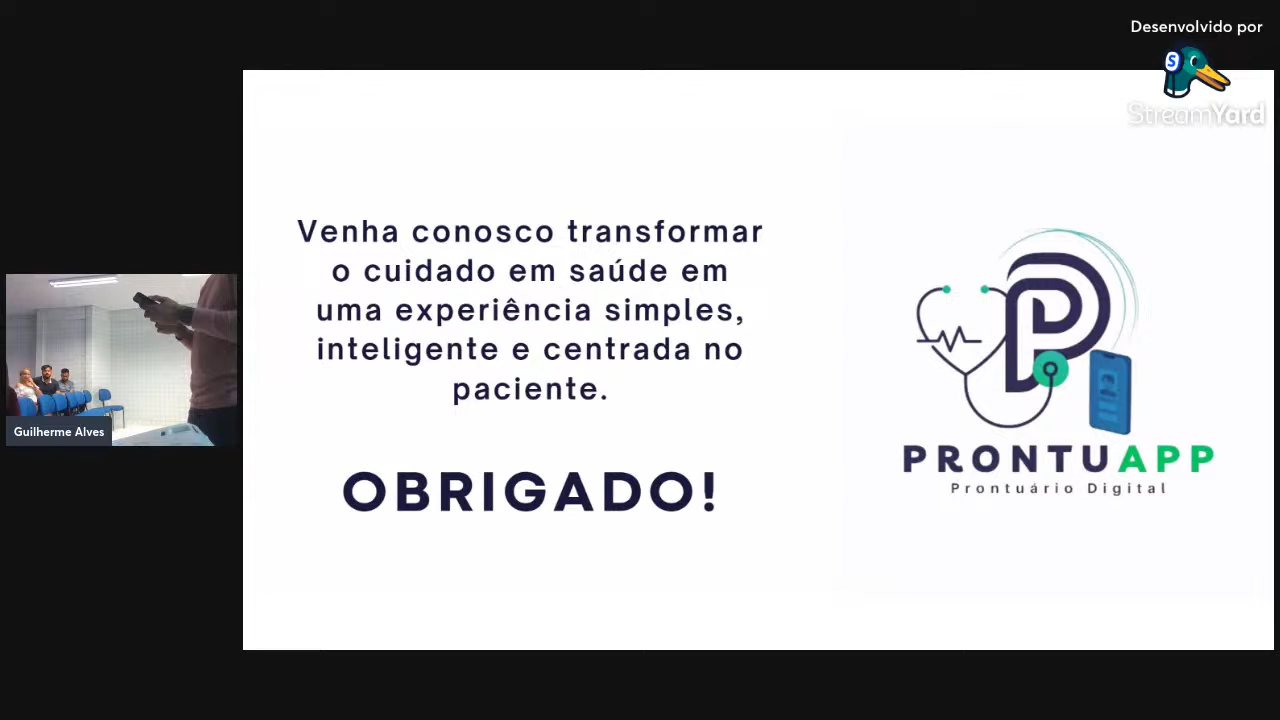 Desenvolvido por
StreamYard
Venha conosco transformar
o cuidado em saúde em
uma experiência simples,
inteligente e centrada no
paciente.
OBRIGADO!
PRONTUAPP
Prontuário Digital
Guilherme Alves